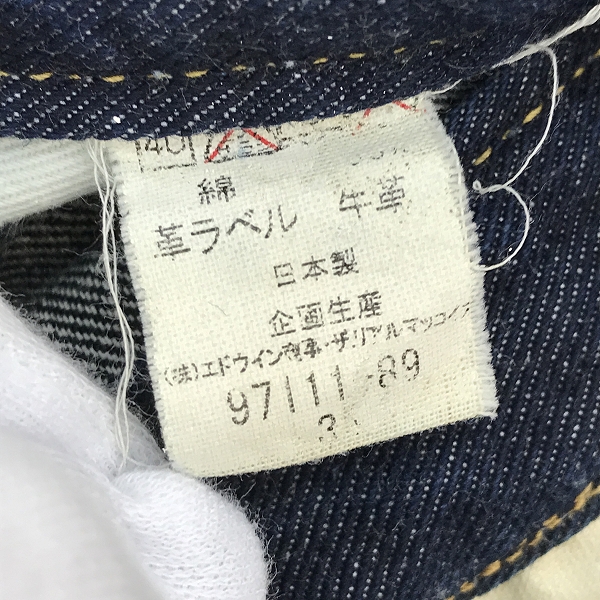 40
綿
革ラベル 牛革
日本製
企画生産
(株)エドウイン商事・ザリアルマッコイ
97111-89
3